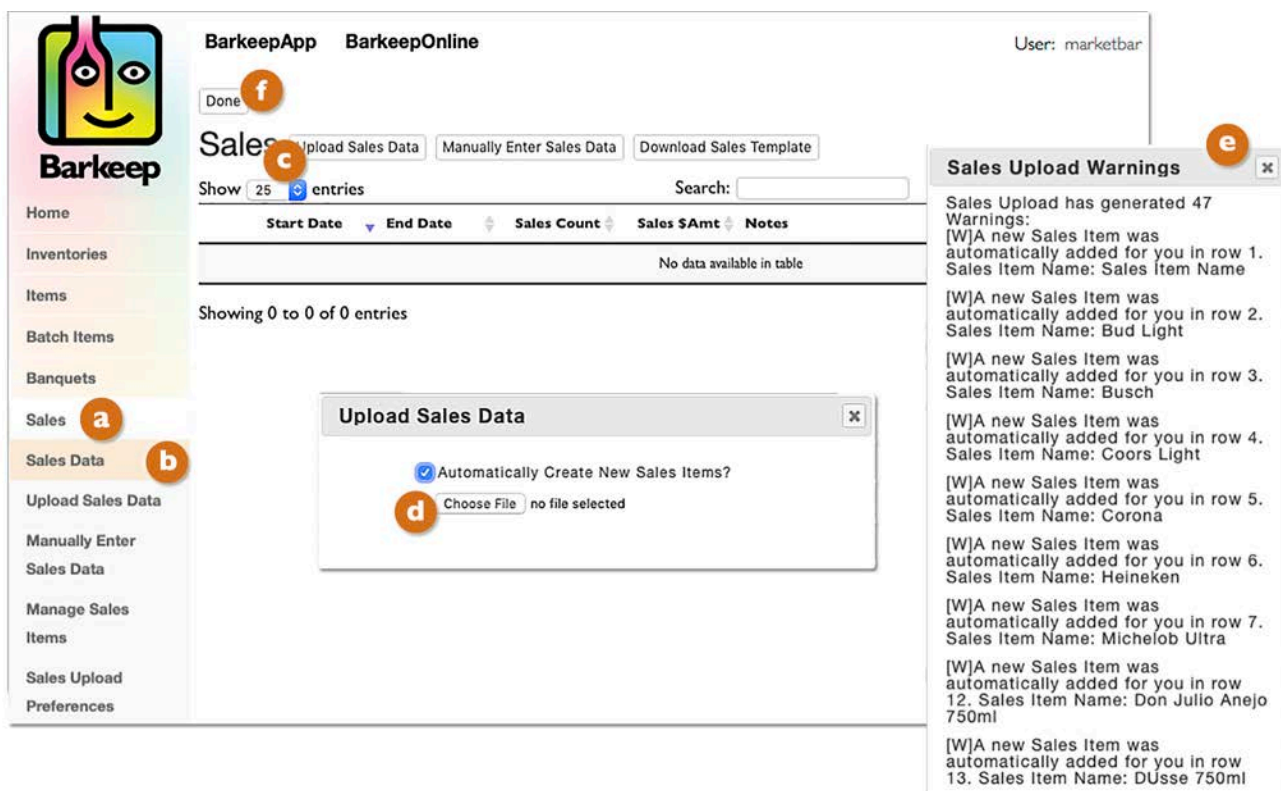 BarkeepApp BarkeepOnline
User: marketbar
Barkeep
Done
f
Sales
Upload Sales Data
Manually Enter Sales Data
Download Sales Template
c
Show 25 entries
Search:
Start Date End Date Sales Count Sales $Amt Notes
No data available in table
Showing 0 to 0 of 0 entries
Home
Inventories
Items
Batch Items
Banquets
Sales
a
Sales Data
b
Upload Sales Data
Manually Enter
Sales Data
Manage Sales
Items
Sales Upload
Preferences
Upload Sales Data
Automatically Create New Sales Items?
d
Choose File no file selected
e
Sales Upload Warnings
Sales Upload has generated 47
Warnings:
[W]A new Sales Item was
automatically added for you in row 1.
Sales Item Name: Sales Item Name
[W]A new Sales Item was
automatically added for you in row 2.
Sales Item Name: Bud Light
[W]A new Sales Item was
automatically added for you in row 3.
Sales Item Name: Busch
[W]A new Sales Item was
automatically added for you in row 4.
Sales Item Name: Coors Light
[W]A new Sales Item was
automatically added for you in row 5.
Sales Item Name: Corona
[W]A new Sales Item was
automatically added for you in row 6.
Sales Item Name: Heineken
[W]A new Sales Item was
automatically added for you in row 7.
Sales Item Name: Michelob Ultra
[W]A new Sales Item was
automatically added for you in row
12. Sales Item Name: Don Julio Anejo
750ml
[W]A new Sales Item was
automatically added for you in row
13. Sales Item Name: DUsse 750ml